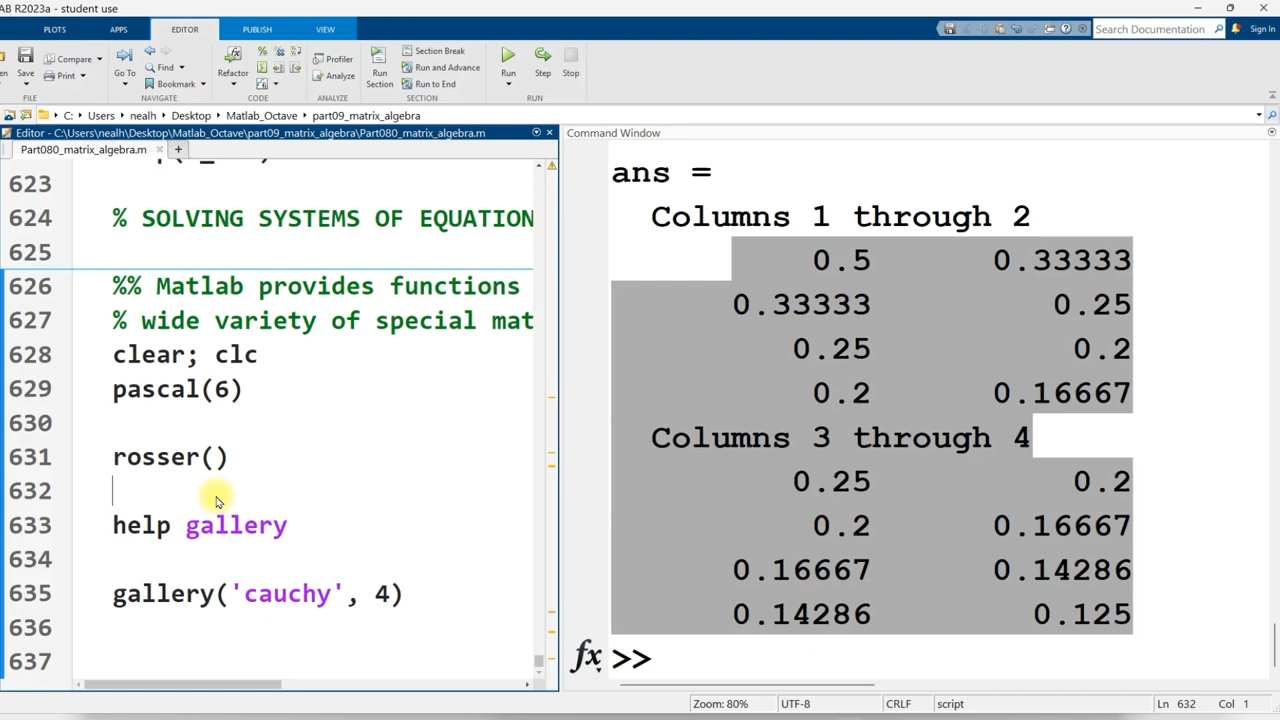 AB R2023a - student use
PLOTS APPS EDITOR PUBLISH VIEW
Search Documentation Sign In
Save Compare Print Go To Find Bookmark Refactor Profiler Analyze Run Section Section Break Run and Advance Run to End Run Step Stop
FILE NAVIGATE CODE ANALYZE SECTION RUN
C: Users nealh Desktop Matlab_Octave part09_matrix_algebra
Editor - C:\Users\nealh\Desktop\Matlab_Octave\part09_matrix_algebra\Part080_matrix_algebra.m
Part080_matrix_algebra.m +
623
624 % SOLVING SYSTEMS OF EQUATION
625
626 %% Matlab provides functions
627 % wide variety of special mat
628 clear; clc
629 pascal(6)
630
631 rosser()
632
633 help gallery
634
635 gallery('cauchy', 4)
636
637
Command Window
ans =
Columns 1 through 2
0.5 0.33333
0.33333 0.25
0.25 0.2
0.2 0.16667
Columns 3 through 4
0.25 0.2
0.2 0.16667
0.16667 0.14286
0.14286 0.125
fx >>
Zoom: 80% UTF-8 CRLF script Ln 632 Col 1